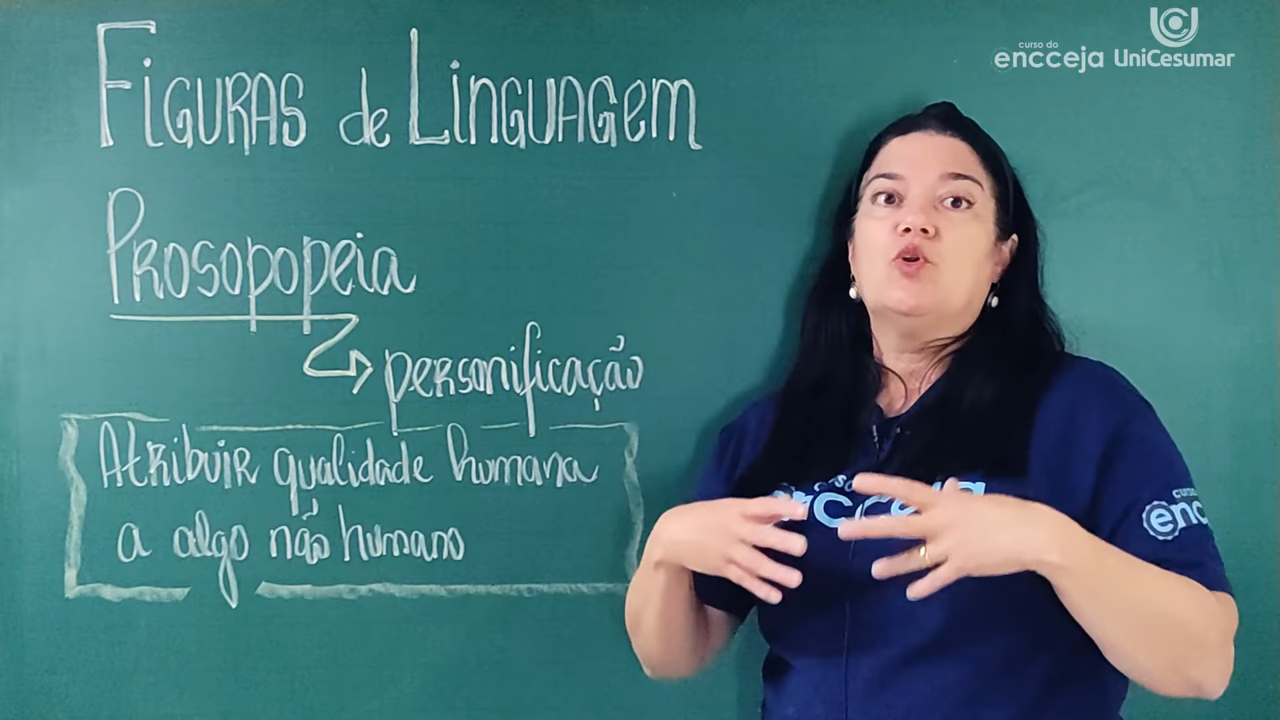 curso do
encceja UniCesumar
FIGURAS de LINGUAGem
PROSOPOPeia
personificação
AtRibuiR qualidade humana
a algo não humano